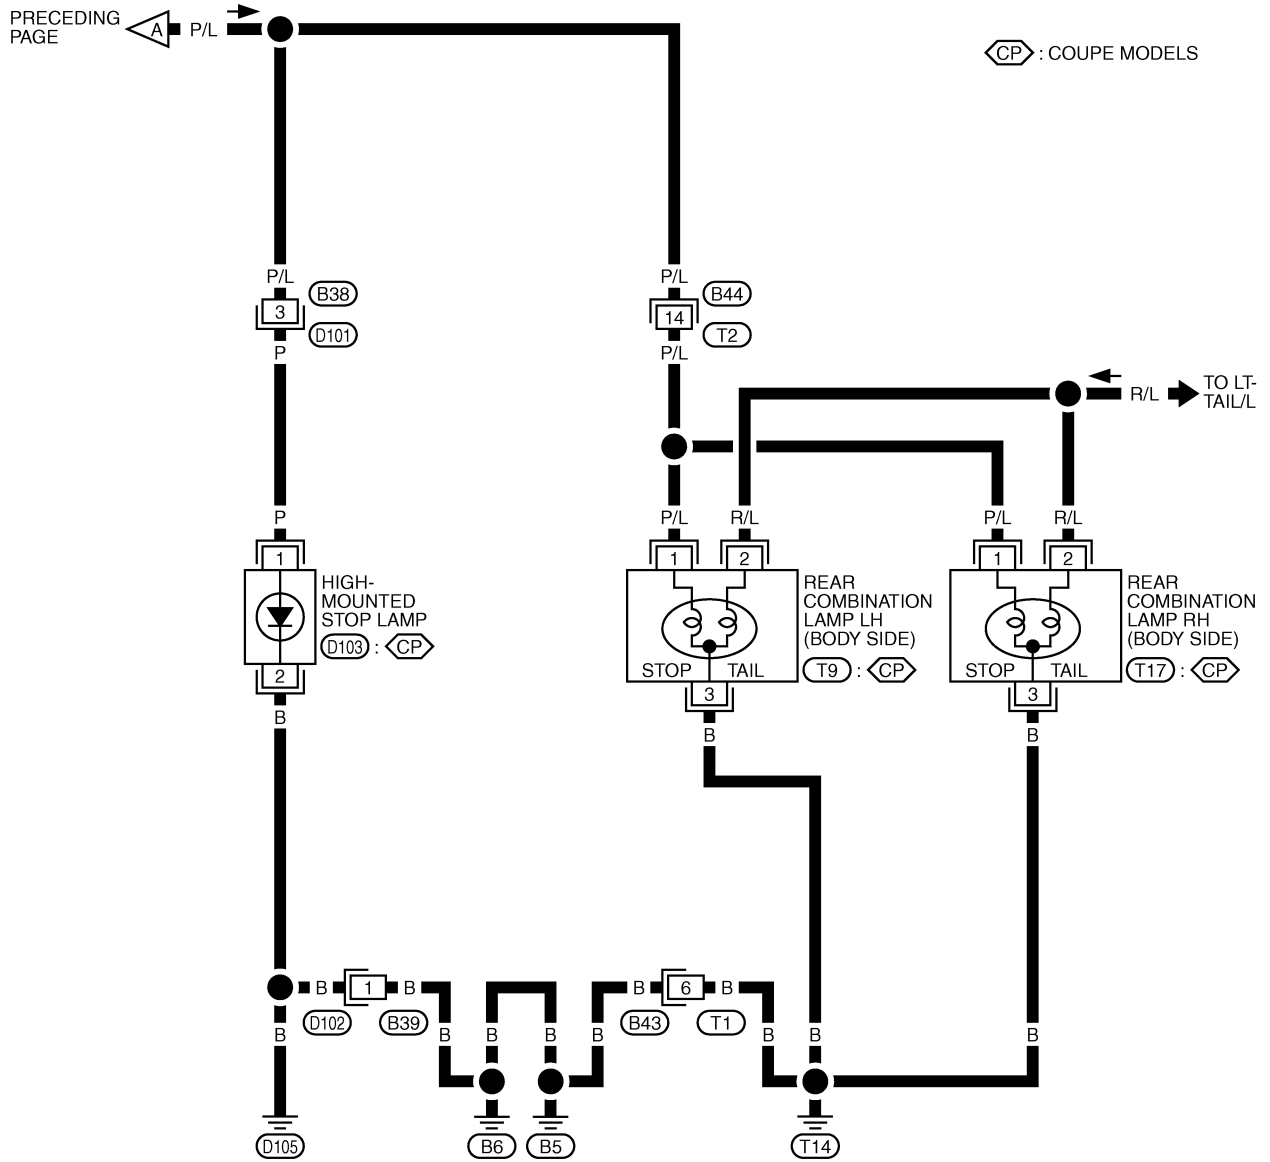 PRECEDING
PAGE
A
P/L
CP : COUPE MODELS
P/L
B38
3
D101
P
P/L
B44
14
T2
P/L
R/L
TO LT-
TAIL/L
P
P/L
R/L
P/L
R/L
1
1
2
1
2
HIGH-
MOUNTED
STOP LAMP
D103 : CP
2
B
REAR
COMBINATION
LAMP LH
(BODY SIDE)
STOP TAIL
T9 : CP
3
B
REAR
COMBINATION
LAMP RH
(BODY SIDE)
STOP TAIL
T17 : CP
3
B
B 1 B
D102 B39
B 6 B
B43 T1
B
B
B
B
B
B
B
B
D105
B6
B5
T14